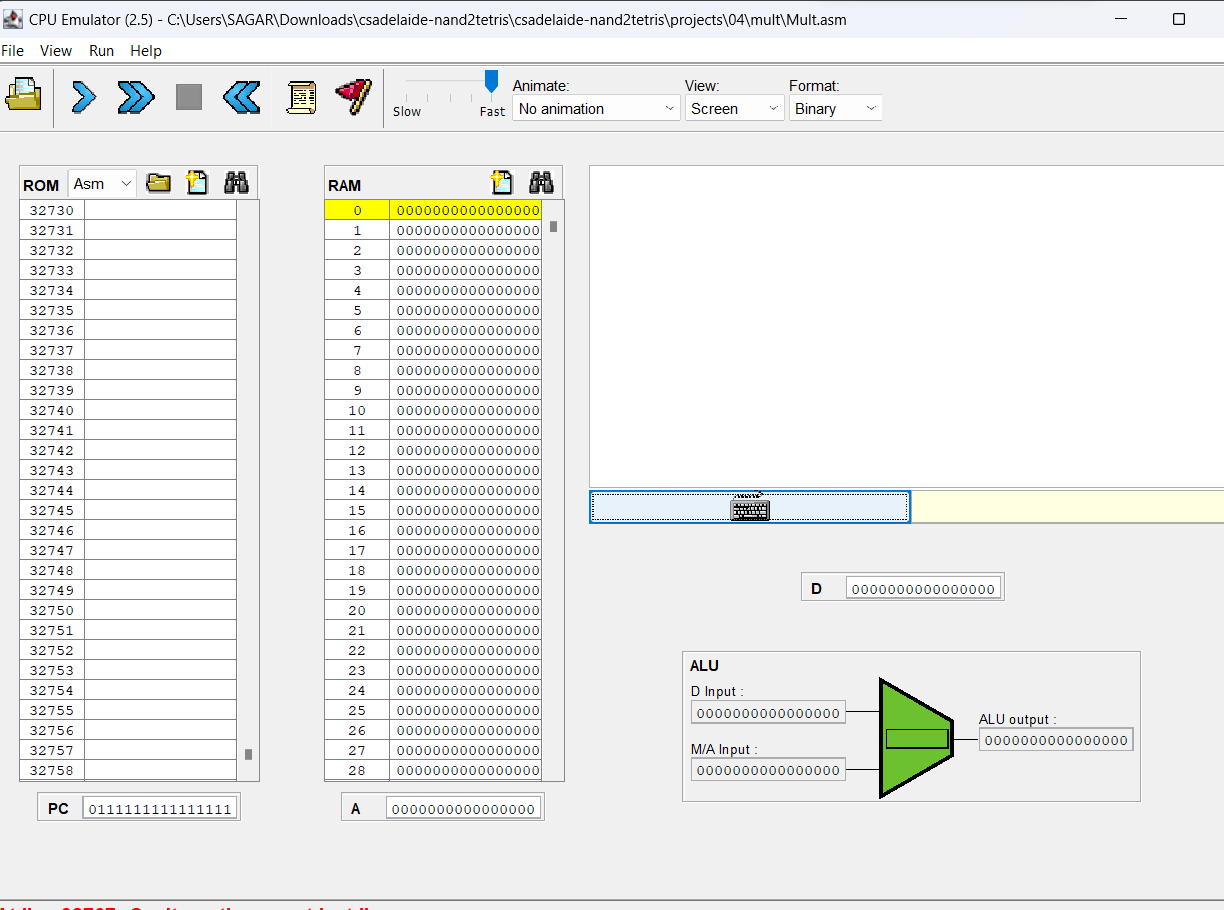 CPU Emulator (2.5) - C:\Users\SAGAR\Downloads\csadelaide-nand2tetris\csadelaide-nand2tetris\projects\04\mult\Mult.asm
File View Run Help
Animate: View: Format:
Slow Fast No animation Screen Binary
ROM Asm RAM
32730 0 0000000000000000
32731 1 0000000000000000
32732 2 0000000000000000
32733 3 0000000000000000
32734 4 0000000000000000
32735 5 0000000000000000
32736 6 0000000000000000
32737 7 0000000000000000
32738 8 0000000000000000
32739 9 0000000000000000
32740 10 0000000000000000
32741 11 0000000000000000
32742 12 0000000000000000
32743 13 0000000000000000
32744 14 0000000000000000
32745 15 0000000000000000
32746 16 0000000000000000
32747 17 0000000000000000
32748 18 0000000000000000
32749 19 0000000000000000
32750 20 0000000000000000
32751 21 0000000000000000
32752 22 0000000000000000
32753 23 0000000000000000
32754 24 0000000000000000
32755 25 0000000000000000
32756 26 0000000000000000
32757 27 0000000000000000
32758 28 0000000000000000
PC 0111111111111111 A 0000000000000000
D 0000000000000000
ALU
D Input :
0000000000000000
M/A Input :
0000000000000000
ALU output :
0000000000000000